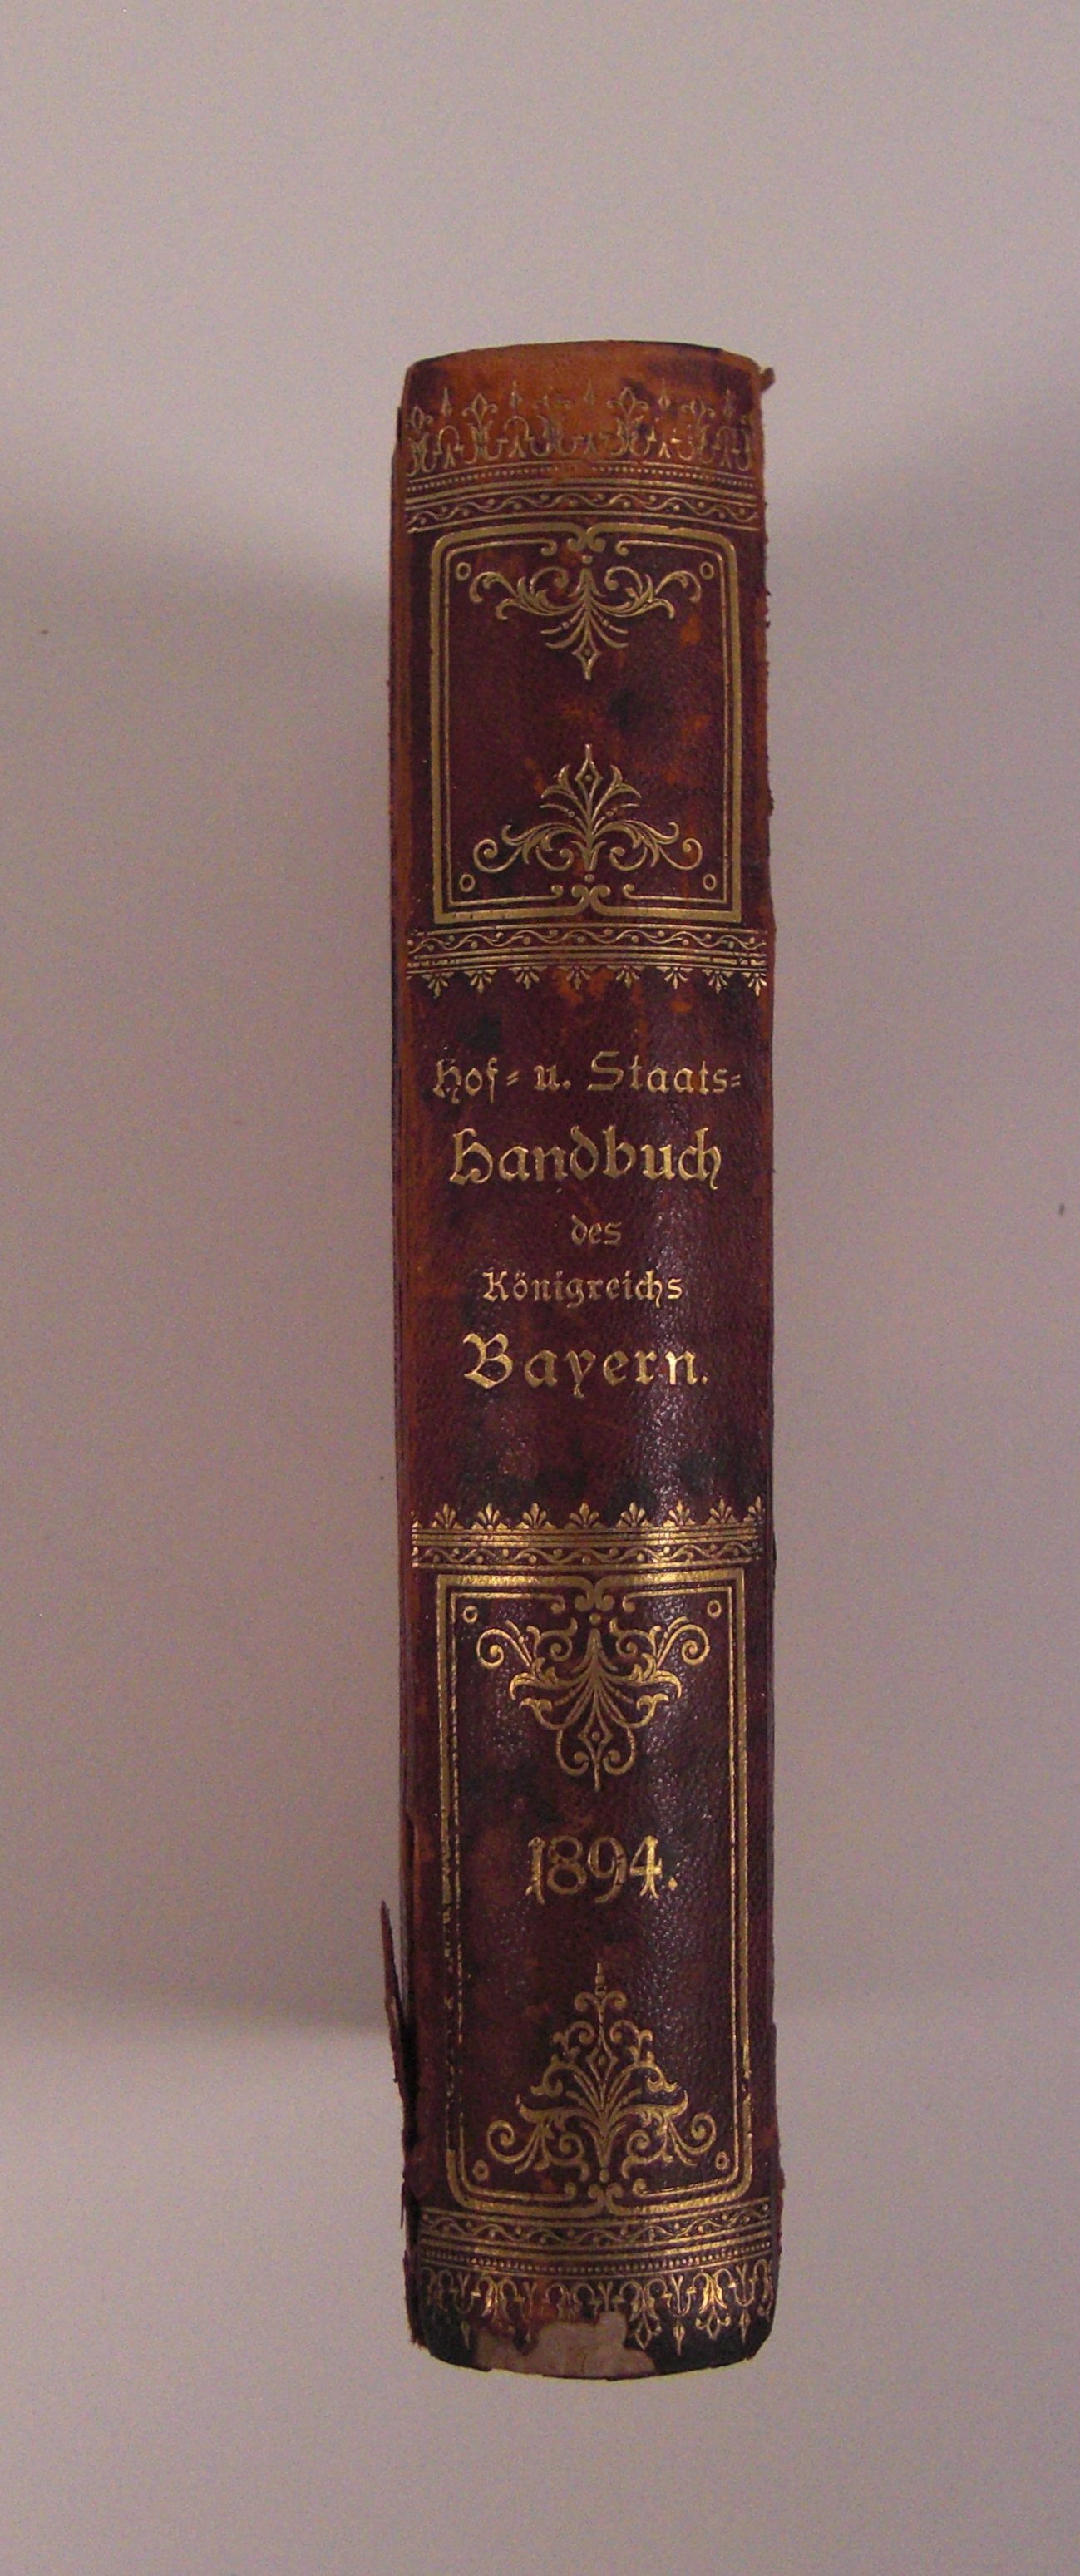 Hof- u. Staats-
Handbuch
des
Königreichs
Bayern.
1894.